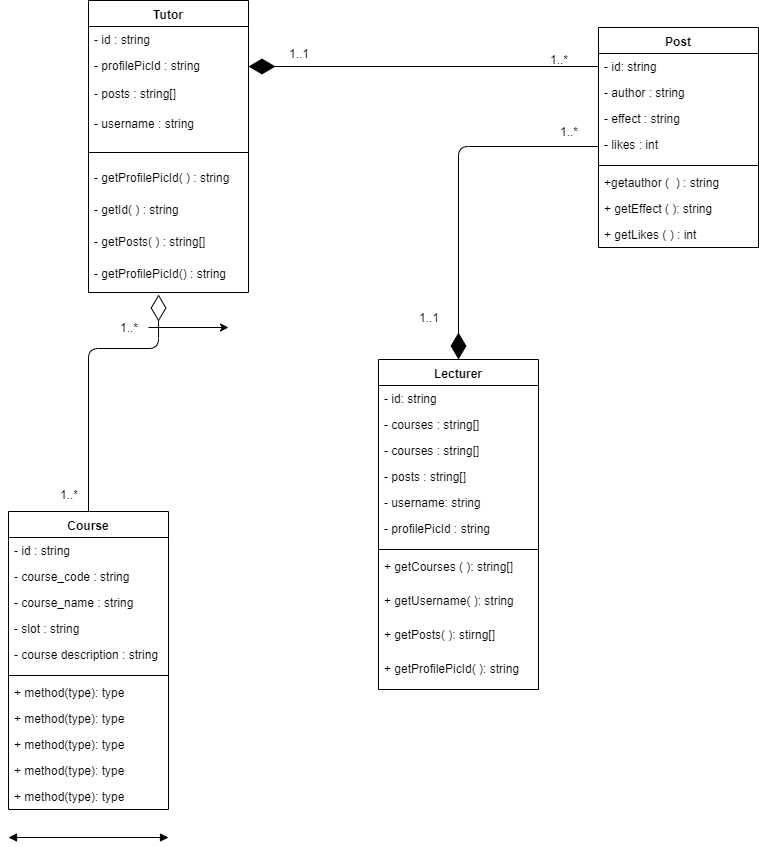 Tutor
- id : string
- profilePicId : string
- posts : string[]
- username : string
- getProfilePicId( ) : string
- getId( ) : string
- getPosts( ) : string[]
- getProfilePicId() : string
1..1
1..*
Post
- id: string
- author : string
- effect : string
- likes : int
+getauthor (  ) : string
+ getEffect ( ): string
+ getLikes ( ) : int
1..*
1..1
1..*
1..*
Lecturer
- id: string
- courses : string[]
- courses : string[]
- posts : string[]
- username: string
- profilePicId : string
+ getCourses ( ): string[]
+ getUsername( ): string
+ getPosts( ): stirng[]
+ getProfilePicId( ): string
Course
- id : string
- course_code : string
- course_name : string
- slot : string
- course description : string
+ method(type): type
+ method(type): type
+ method(type): type
+ method(type): type
+ method(type): type